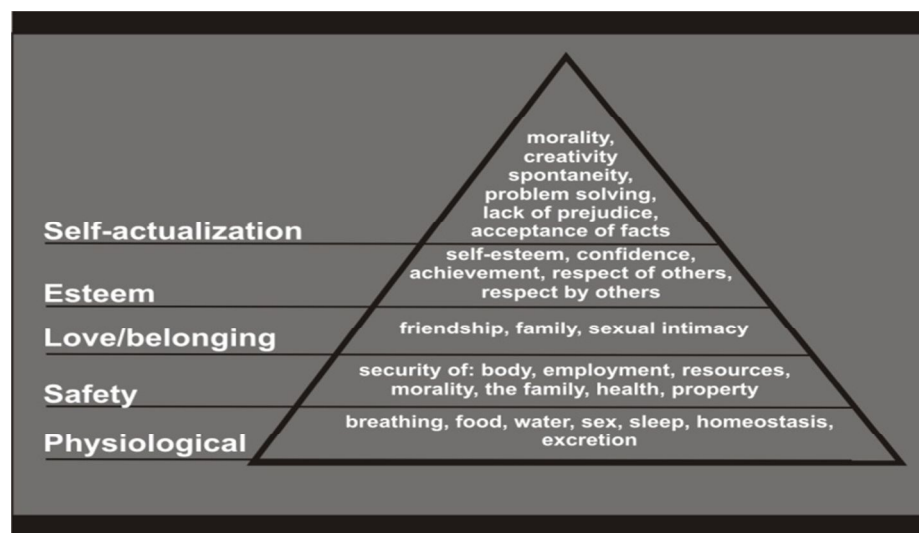 morality,
creativity
spontaneity,
problem solving,
lack of prejudice,
acceptance of facts
Self-actualization
self-esteem, confidence,
achievement, respect of others,
respect by others
Esteem
friendship, family, sexual intimacy
Love/belonging
security of: body, employment, resources,
morality, the family, health, property
Safety
breathing, food, water, sex, sleep, homeostasis,
excretion
Physiological